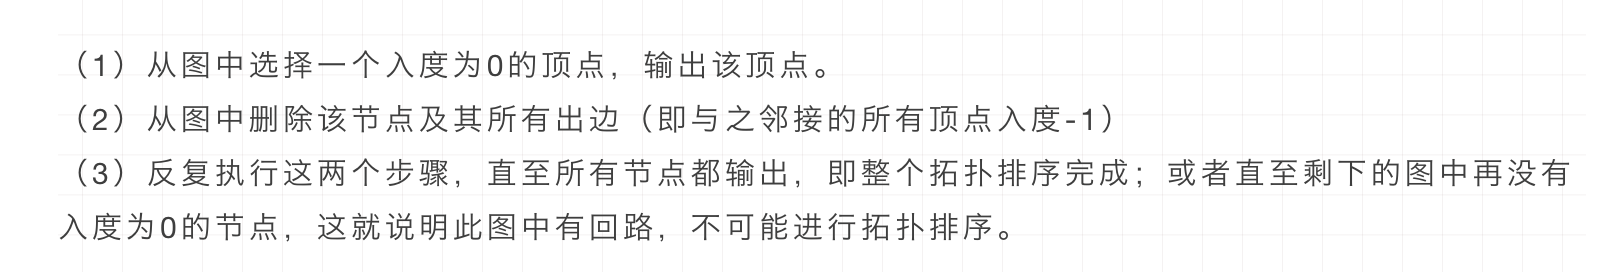 （1）从图中选择一个入度为0的顶点，输出该顶点。
（2）从图中删除该节点及其所有出边（即与之邻接的所有顶点入度-1）
（3）反复执行这两个步骤，直至所有节点都输出，即整个拓扑排序完成；或者直至剩下的图中再没有
入度为0的节点，这就说明此图中有回路，不可能进行拓扑排序。